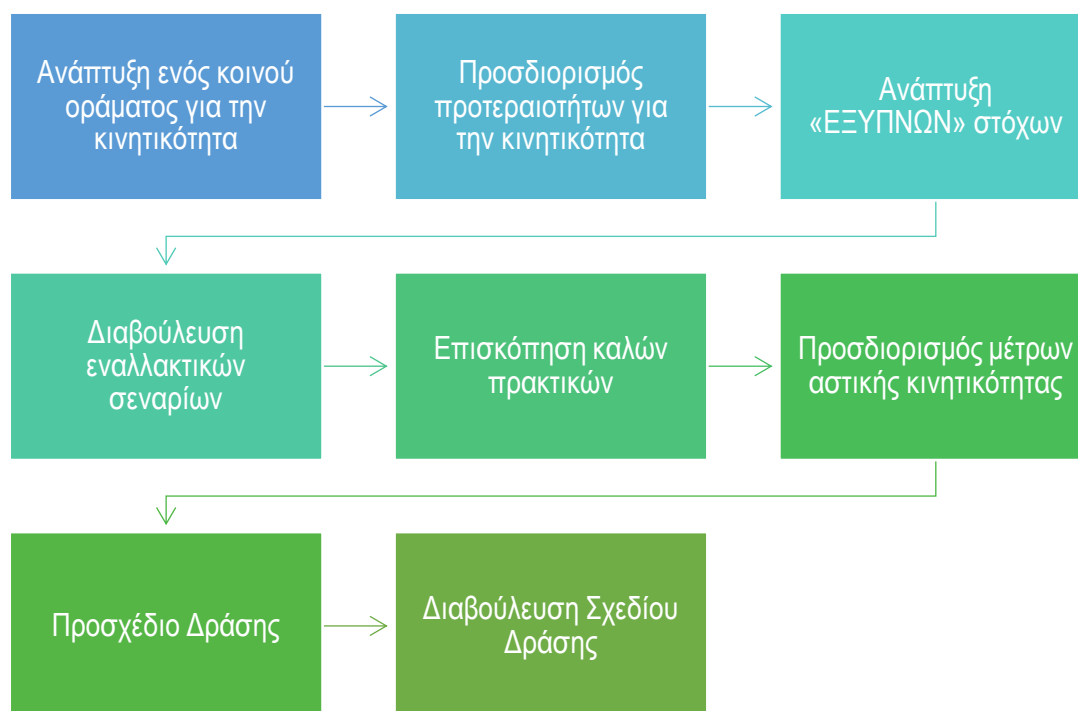 Ανάπτυξη ενός κοινού
οράματος για την
κινητικότητα
Προσδιορισμός
προτεραιοτήτων για
την κινητικότητα
Ανάπτυξη
«ΕΞΥΠΝΩΝ» στόχων
Διαβούλευση
εναλλακτικών
σεναρίων
Επισκόπηση καλών
πρακτικών
Προσδιορισμός μέτρων
αστικής κινητικότητας
Προσχέδιο Δράσης
Διαβούλευση Σχεδίου
Δράσης